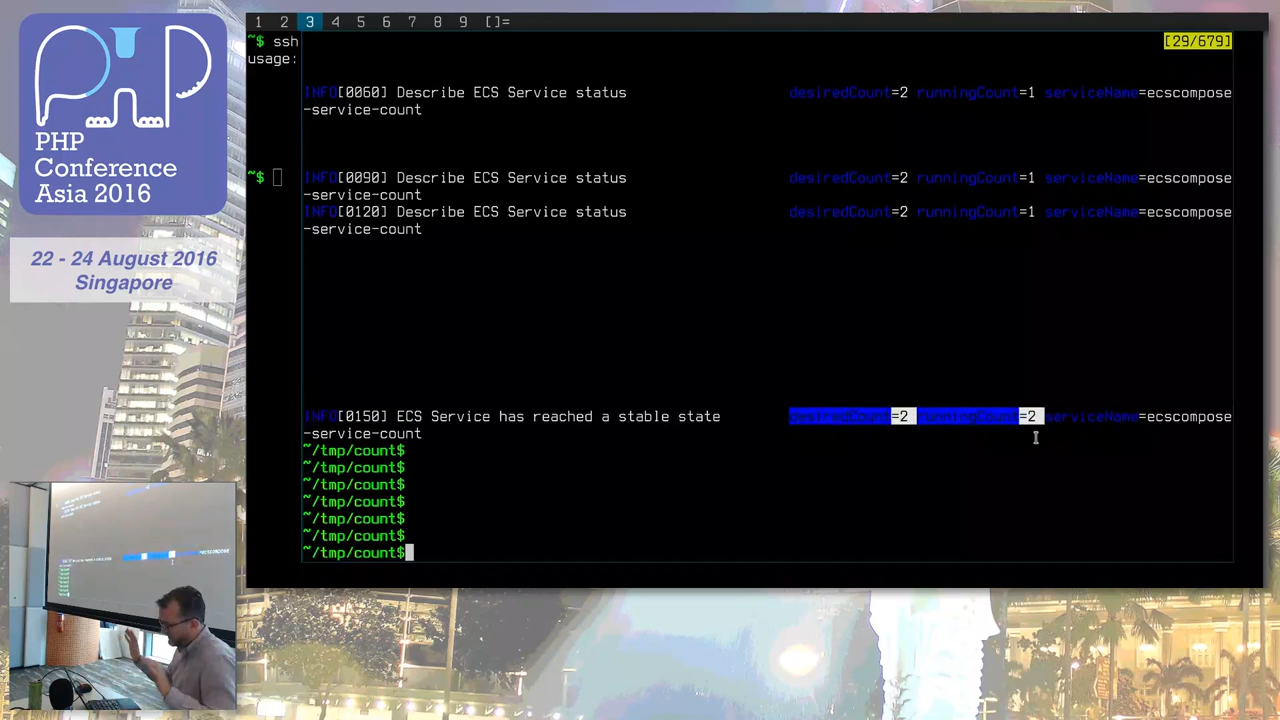 PHP
Conference
Asia 2016
22 - 24 August 2016
Singapore
1 2 3 4 5 6 7 8 9 []=
~$ ssh
[29/679]
usage:
INFO[0060] Describe ECS Service status desiredCount=2 runningCount=1 serviceName=ecscompose
-service-count
~$
INFO[0090] Describe ECS Service status desiredCount=2 runningCount=1 serviceName=ecscompose
-service-count
INFO[0120] Describe ECS Service status desiredCount=2 runningCount=1 serviceName=ecscompose
-service-count
INFO[0150] ECS Service has reached a stable state desiredCount=2 runningCount=2 serviceName=ecscompose
-service-count
~/tmp/count$
~/tmp/count$
~/tmp/count$
~/tmp/count$
~/tmp/count$
~/tmp/count$
~/tmp/count$